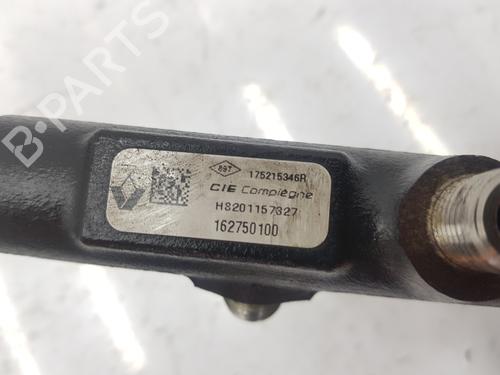 B-PARTS
897
175215346R
CIE Compiègne
H8201157327
162750100